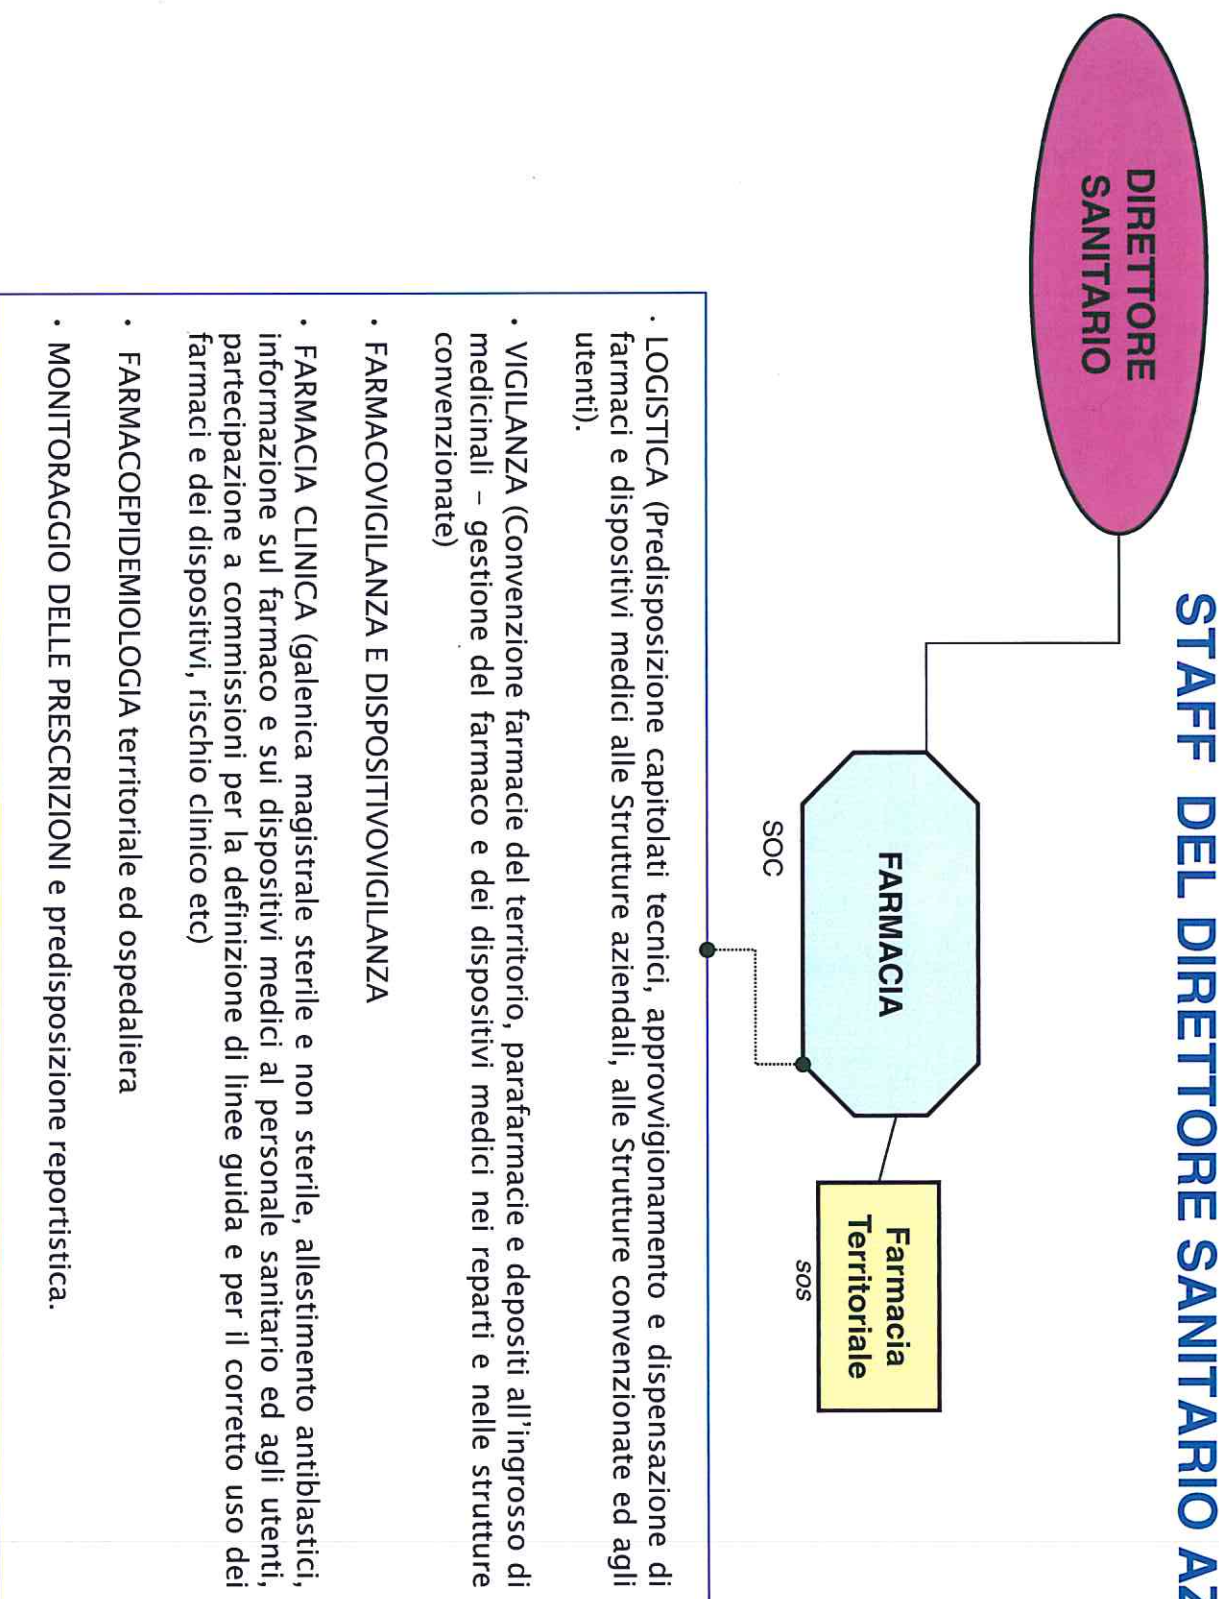 STAFF DEL DIRETTORE SANITARIO
DIRETTORE
SANITARIO
FARMACIA
SOC
Farmacia
Territoriale
SOS
• LOGISTICA (Predisposizione capitolati tecnici, approvvigionamento e dispensazione di
farmaci e dispositivi medici alle Strutture aziendali, alle Strutture convenzionate ed agli
utenti).
• VIGILANZA (Convenzione farmacie del territorio, parafarmacie e depositi all'ingrosso di
medicinali – gestione del farmaco e dei dispositivi medici nei reparti e nelle strutture
convenzionate)
• FARMACOVIGILANZA E DISPOSITIVOVIGILANZA
• FARMACIA CLINICA (galenica magistrale sterile e non sterile, allestimento antiblastici,
informazione sul farmaco e sui dispositivi medici al personale sanitario ed agli utenti,
partecipazione a commissioni per la definizione di linee guida e per il corretto uso dei
farmaci e dei dispositivi, rischio clinico etc)
• FARMACOEPIDEMIOLOGIA territoriale ed ospedaliera
• MONITORAGGIO DELLE PRESCRIZIONI e predisposizione reportistica.